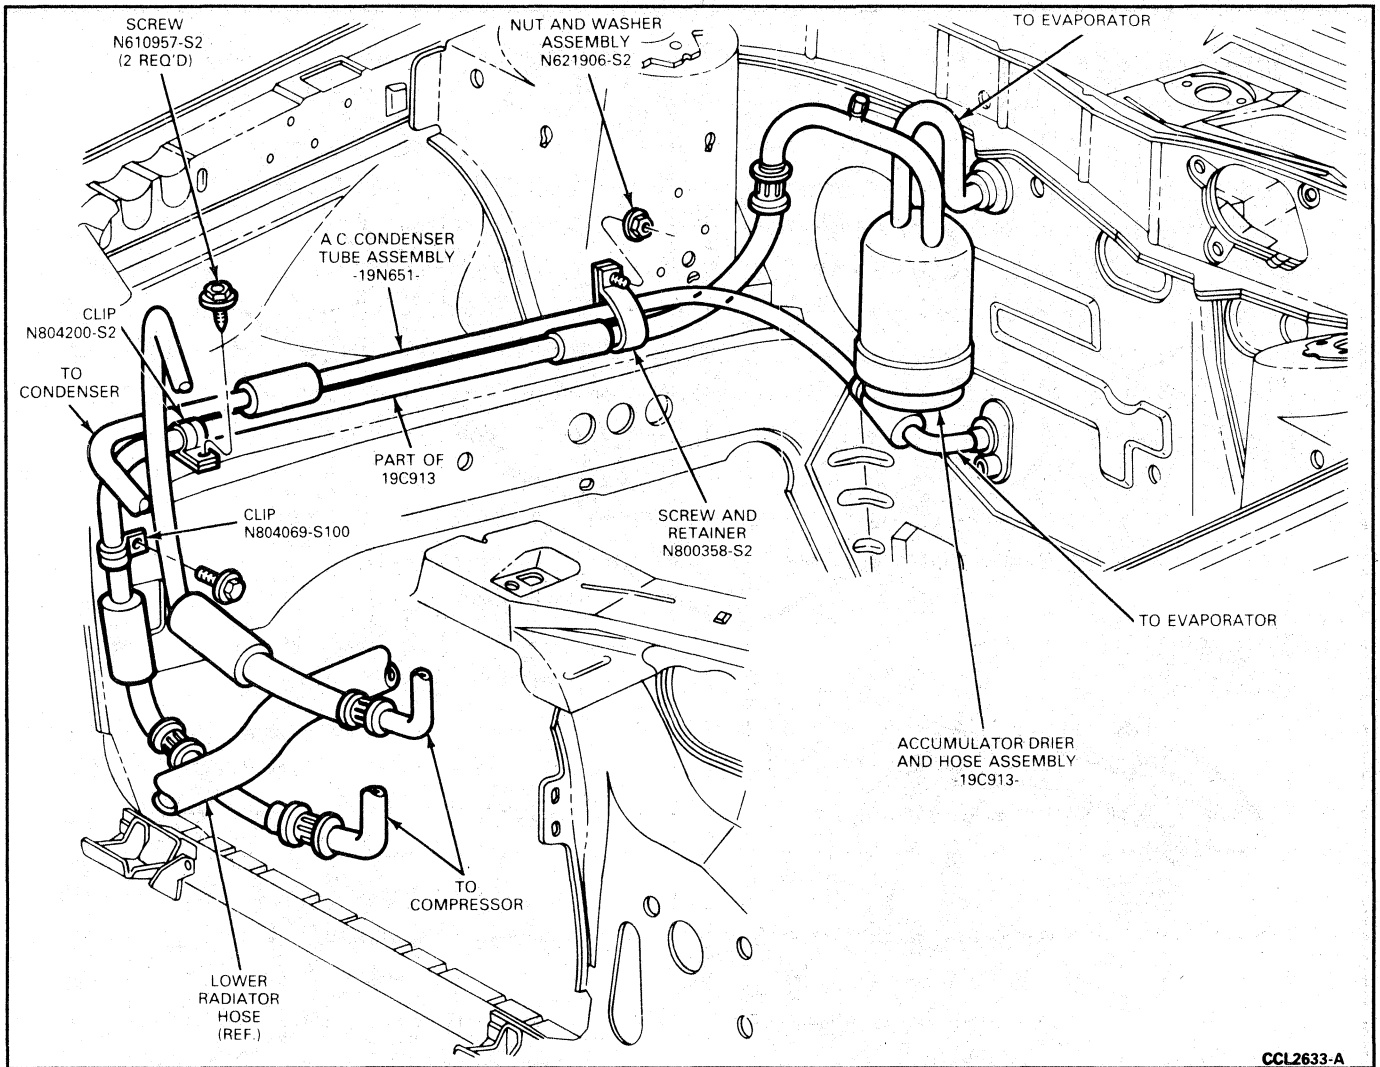 SCREW
N610957-S2
(2 REQ'D)
NUT AND WASHER
ASSEMBLY
N621906-S2
TO EVAPORATOR
A C CONDENSER
TUBE ASSEMBLY
-19N651-
CLIP
N804200-S2
TO
CONDENSER
PART OF
19C913
CLIP
N804069-S100
SCREW AND
RETAINER
N800358-S2
TO EVAPORATOR
ACCUMULATOR DRIER
AND HOSE ASSEMBLY
-19C913-
TO
COMPRESSOR
LOWER
RADIATOR
HOSE
(REF.)
CCL2633-A